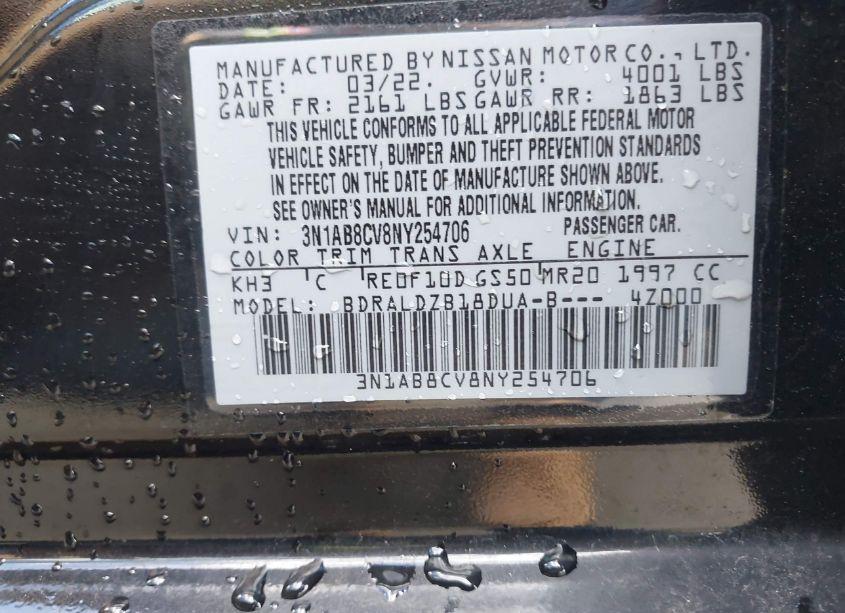 MANUFACTURED BY NISSAN MOTOR CO., LTD.
DATE: 03/22. GVWR: 4001 LBS
GAWR FR: 2161 LBS GAWR RR: 1863 LBS
THIS VEHICLE CONFORMS TO ALL APPLICABLE FEDERAL MOTOR
VEHICLE SAFETY, BUMPER AND THEFT PREVENTION STANDARDS
IN EFFECT ON THE DATE OF MANUFACTURE SHOWN ABOVE.
SEE OWNER'S MANUAL FOR ADDITIONAL INFORMATION.
VIN: 3N1AB8CV8NY254706 PASSENGER CAR.
COLOR TRIM TRANS AXLE ENGINE
KH3 C RE0F10D GS50 MR20 1997 CC
MODEL: BDRALDZB18DUA-B--- 4Z000
3N1AB8CV8NY254706